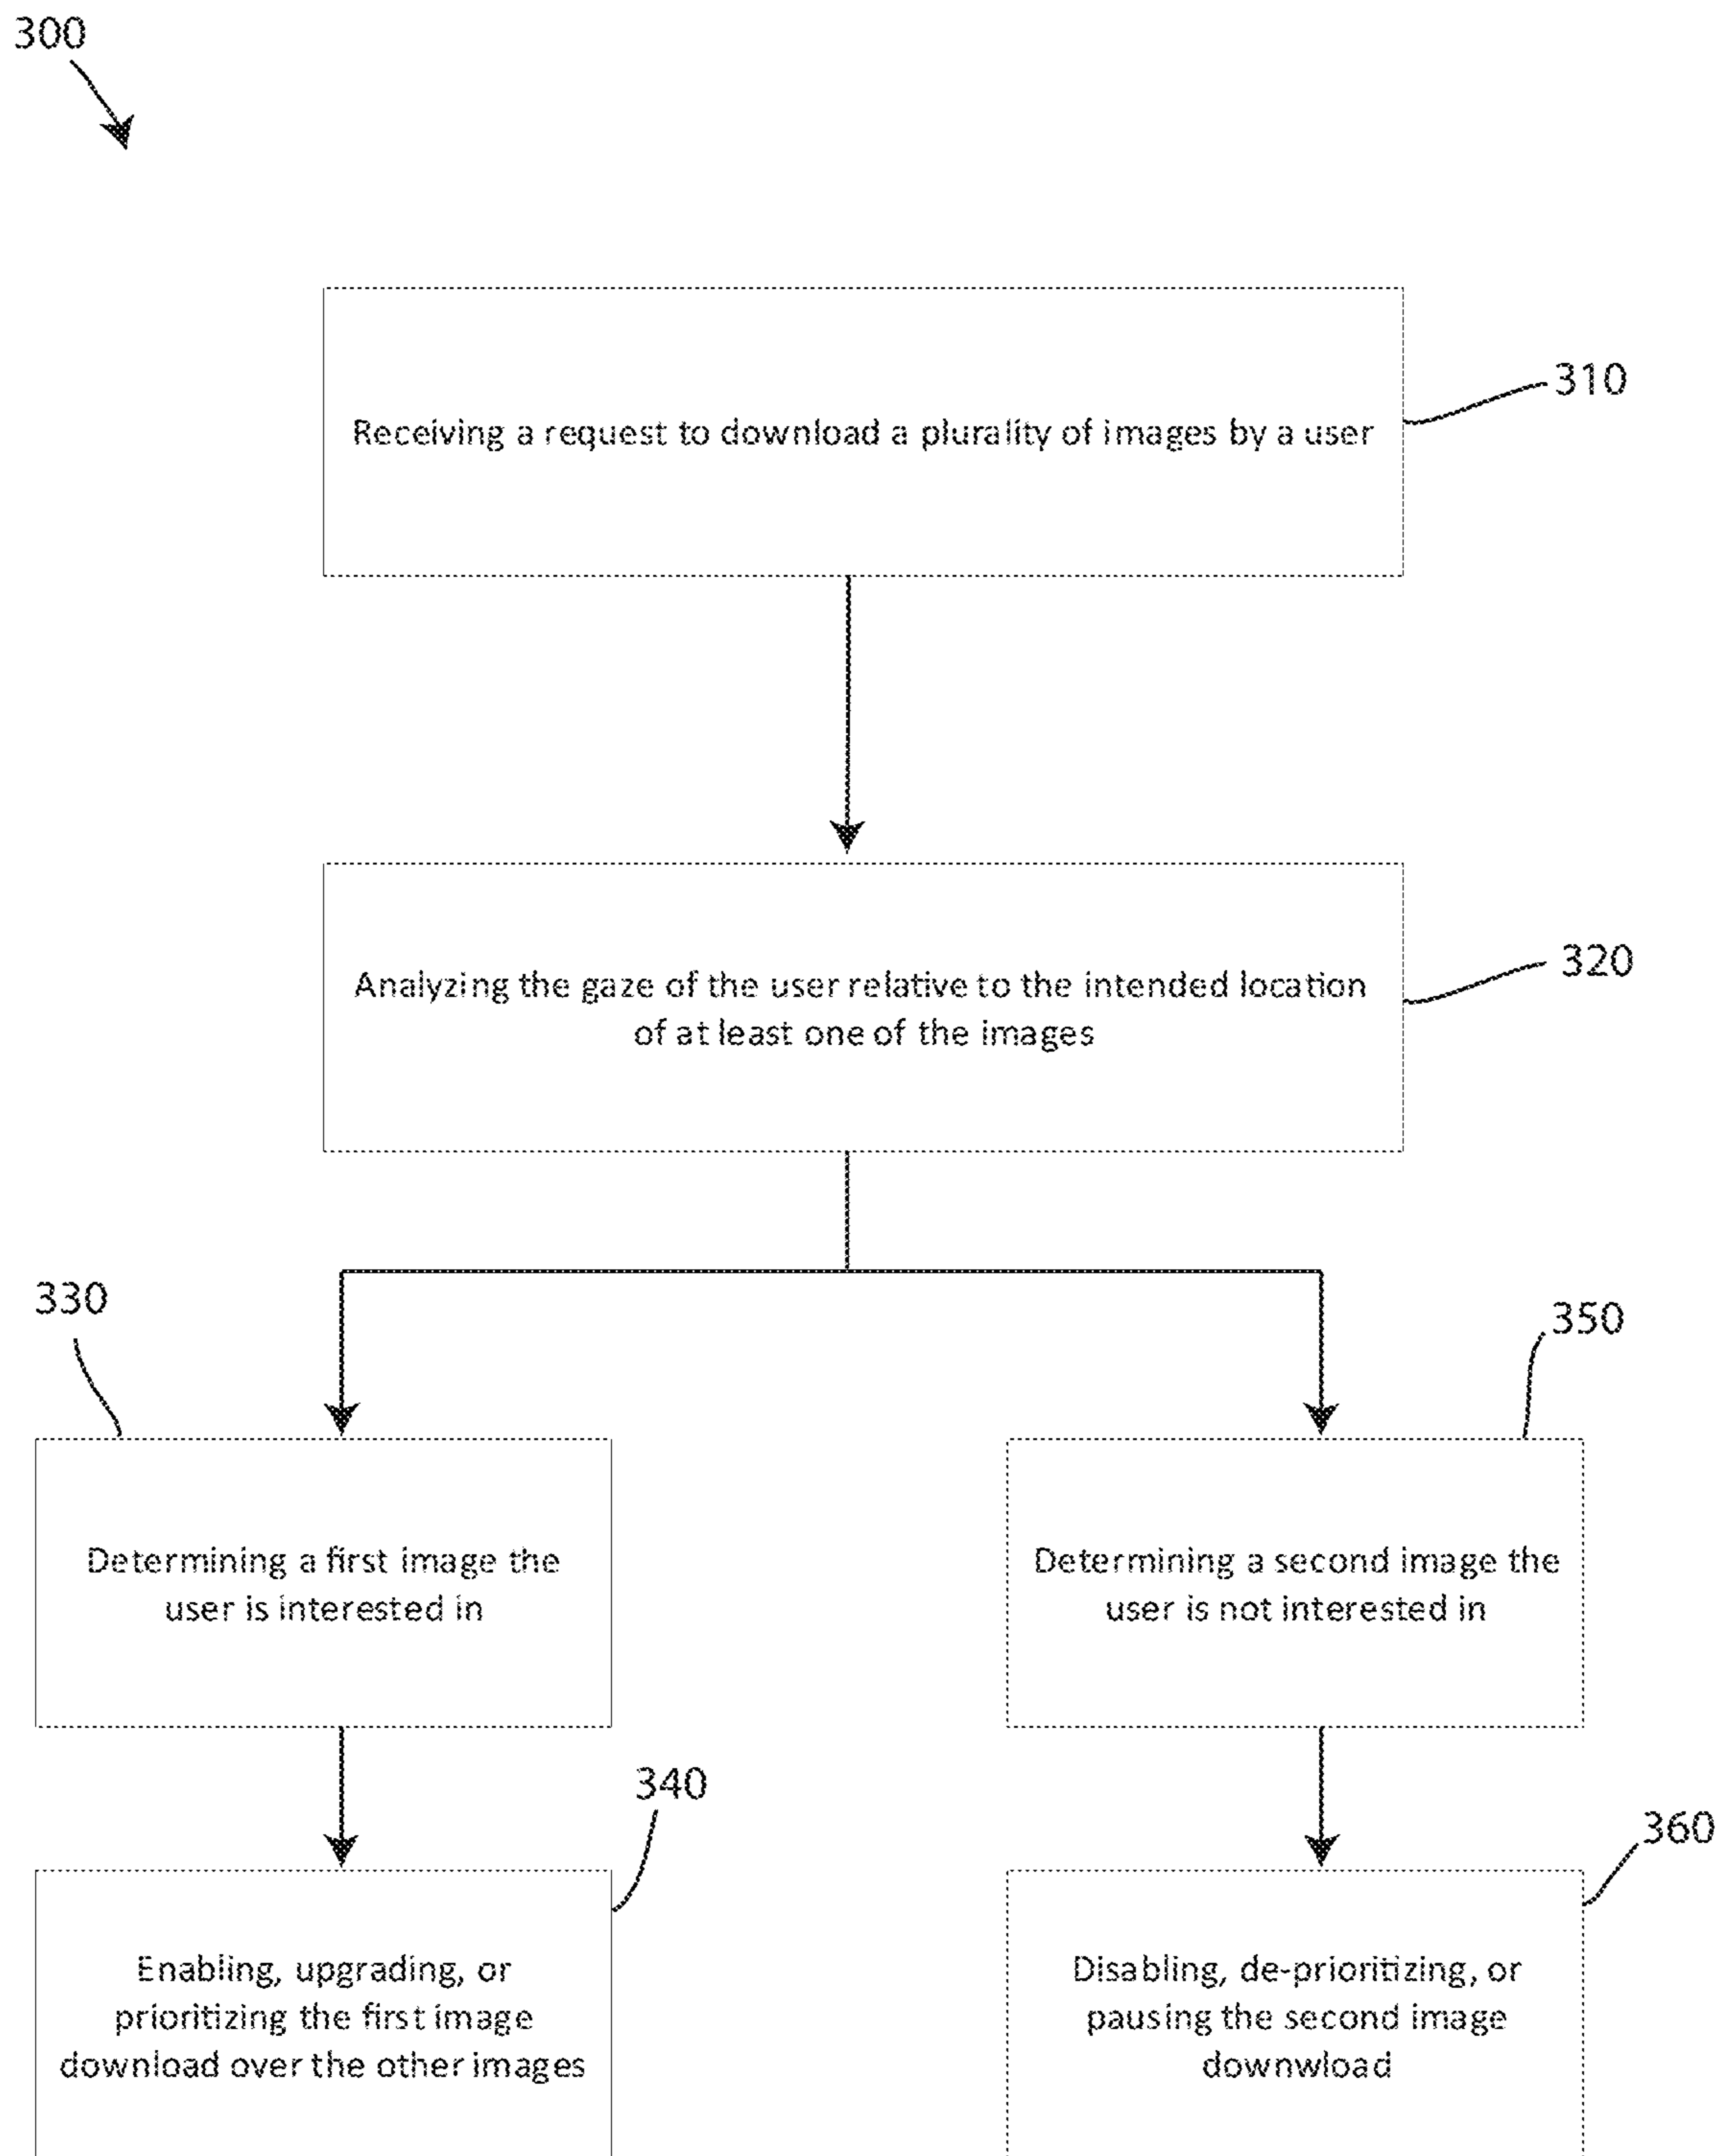 300
310
Receiving a request to download a plurality of images by a user
320
Analyzing the gaze of the user relative to the intended location
of at least one of the images
330
350
Determining a first image the
user is interested in
Determining a second image the
user is not interested in
340
360
Enabling, upgrading, or
prioritizing the first image
download over the other images
Disabling, de-prioritizing, or
pausing the second image
downwload